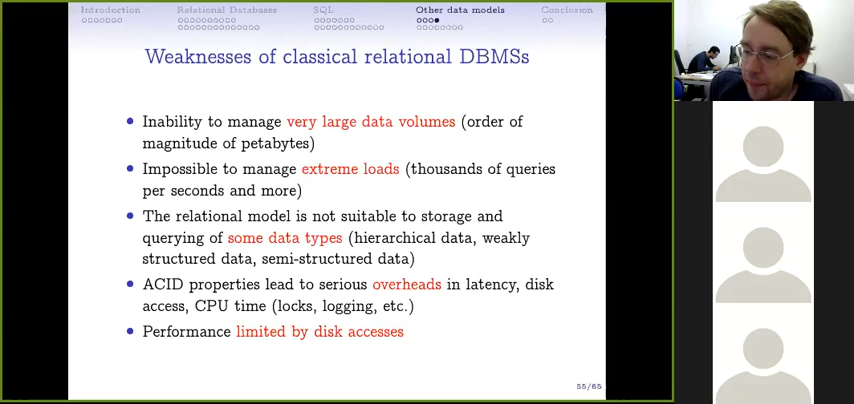 Introduction Relational Databases SQL Other data models Conclusion
Weaknesses of classical relational DBMSs
Inability to manage very large data volumes (order of
magnitude of petabytes)
Impossible to manage extreme loads (thousands of queries
per seconds and more)
The relational model is not suitable to storage and
querying of some data types (hierarchical data, weakly
structured data, semi-structured data)
ACID properties lead to serious overheads in latency, disk
access, CPU time (locks, logging, etc.)
Performance limited by disk accesses
55/65